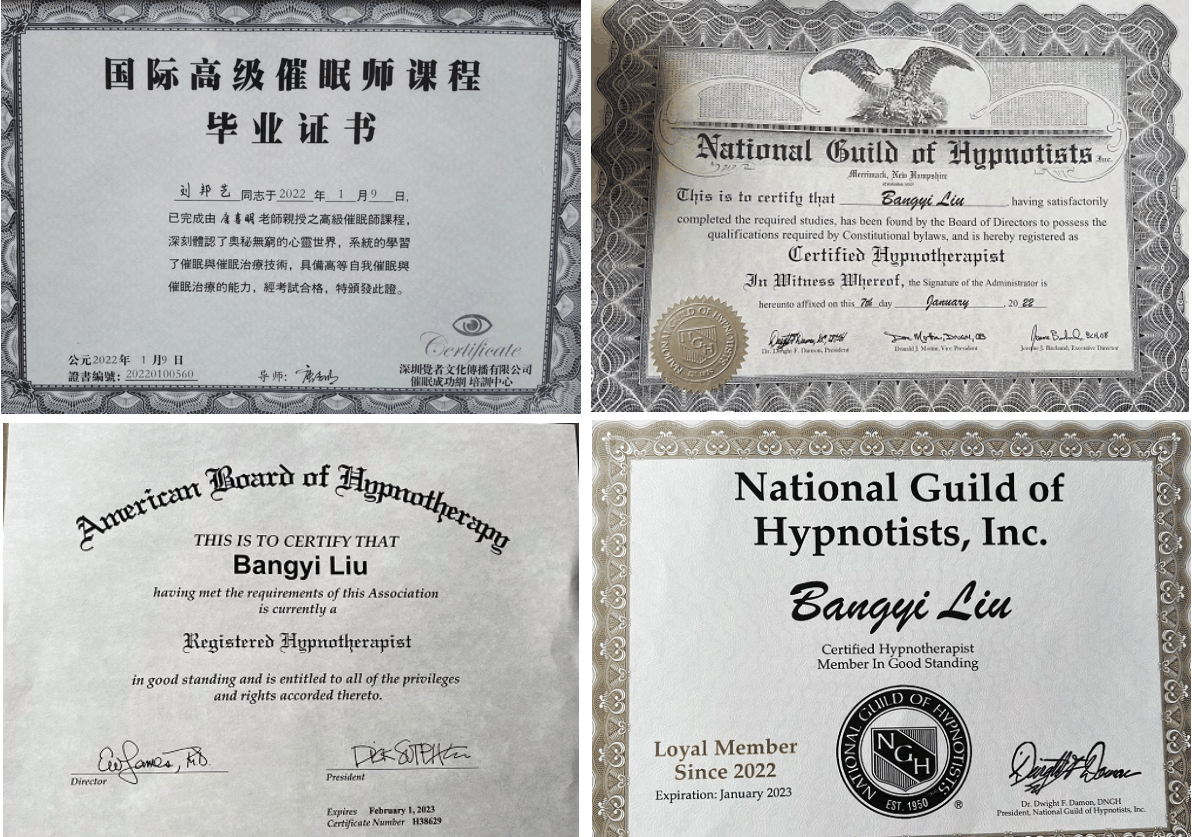 国际高级催眠师课程
毕业证书
刘邦艺 同志于 2022 年 1 月 9 日,
已完成由 老師親授之高級催眠師課程,
深刻體認了奧秘無窮的心靈世界, 系統的學習
了催眠與催眠治療技術, 具備高等自我催眠與
催眠治療的能力, 經考試合格, 特頒發此證。
Certificate
公元2022年 1 月9 日
證書編號: 20220100560
导师:
深圳覺者文化傳播有限公司
催眠成功網 培訓中心
National Guild of Hypnotists Inc.
Merrimack, New Hampshire
This is to certify that Bangyi Liu having satisfactorily
completed the required studies, has been found by the Board of Directors to possess the
qualifications required by Constitutional bylaws, and is hereby registered as
Certified Hypnotherapist
In Witness Whereof, the Signature of the Administrator is
hereunto affixed on this 7th day January , 20 22
Dr. Dwight F. Damon, President
Donald J. Mottin, Vice President
Executive Director
NATIONAL GUILD OF HYPNOTISTS
NGH
American Board of Hypnotherapy
THIS IS TO CERTIFY THAT
Bangyi Liu
having met the requirements of this Association
is currently a
Registered Hypnotherapist
in good standing and is entitled to all of the privileges
and rights accorded thereto.
Director
President
Expires February 1, 2023
Certificate Number H38629
National Guild of
Hypnotists, Inc.
Bangyi Liu
Certified Hypnotherapist
Member In Good Standing
Loyal Member
Since 2022
Expiration: January 2023
NATIONAL GUILD OF HYPNOTISTS
NGH
EST. 1950
®
Dr. Dwight F. Damon, DNGH
President, National Guild of Hypnotists, Inc.